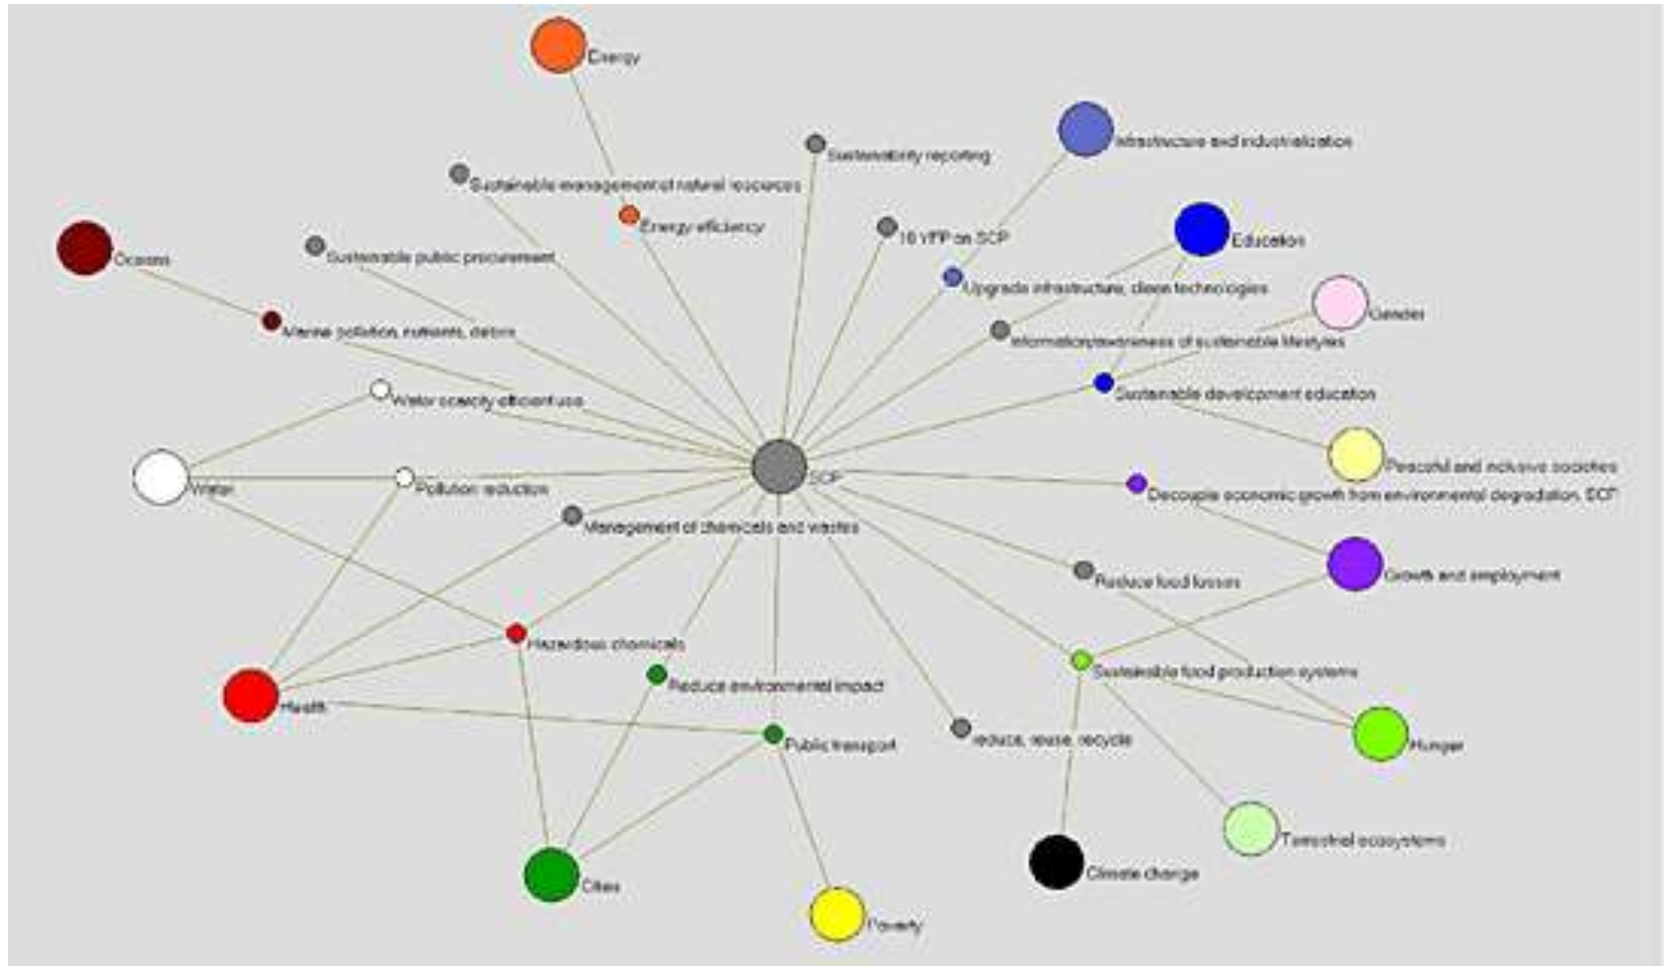 Energy
Infrastructure and industrialization
Sustainability reporting
Sustainable management of natural resources
Energy efficiency
10 YFP on SCP
Education
Oceans
Sustainable public procurement
Upgrade infrastructure, clean technologies
Gender
Marine pollution, nutrients, debris
Information/awareness of sustainable lifestyles
Water scarcity efficient use
Sustainable development education
Peaceful and inclusive societies
SCP
Water
Pollution reduction
Decouple economic growth from environmental degradation, SCP
Management of chemicals and wastes
Growth and employment
Reduce food losses
Hazardous chemicals
Sustainable food production systems
Reduce environmental impact
Health
Public transport
reduce, reuse, recycle
Hunger
Terrestrial ecosystems
Climate change
Cities
Poverty